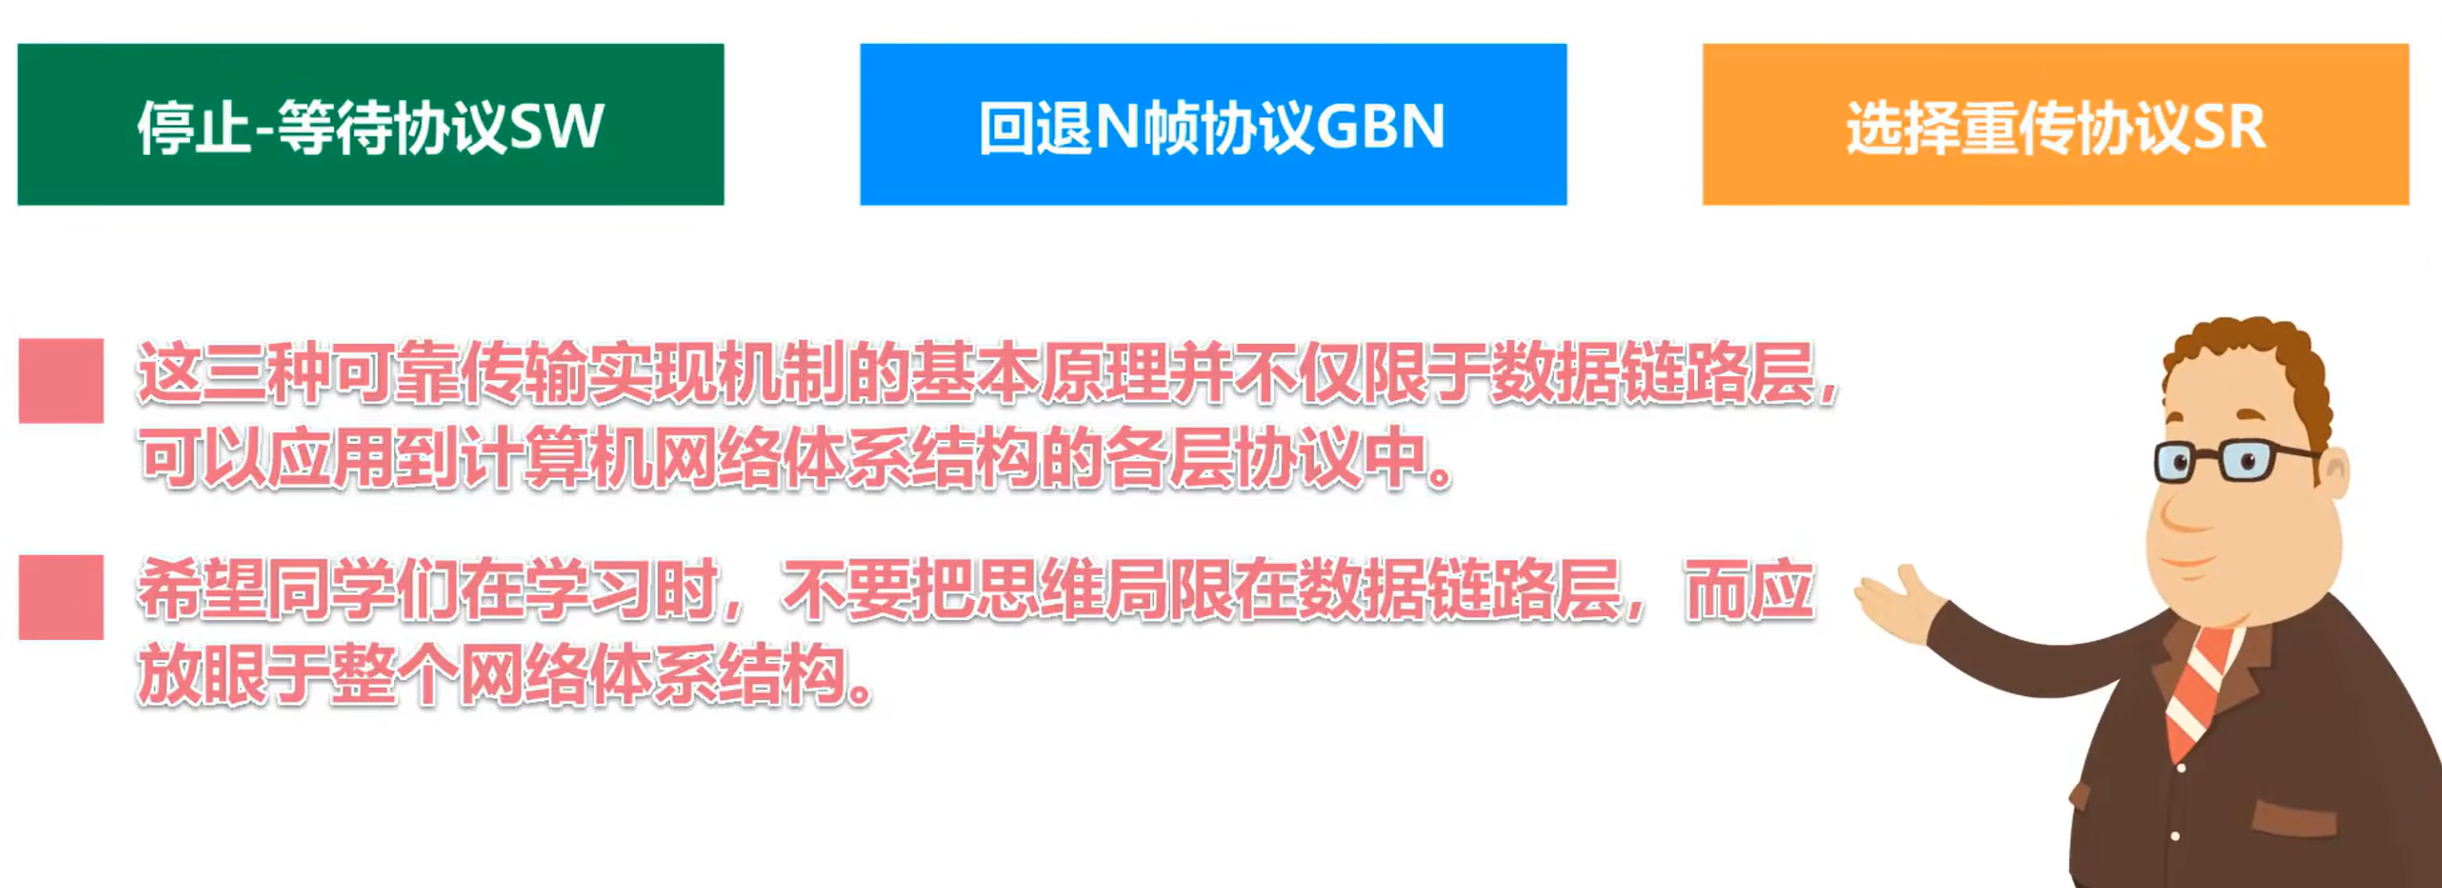 停止-等待协议SW
回退N帧协议GBN
选择重传协议SR
这三种可靠传输实现机制的基本原理并不仅限于数据链路层，
可以应用到计算机网络体系结构的各层协议中。
希望同学们在学习时，不要把思维局限在数据链路层，而应
放眼于整个网络体系结构。